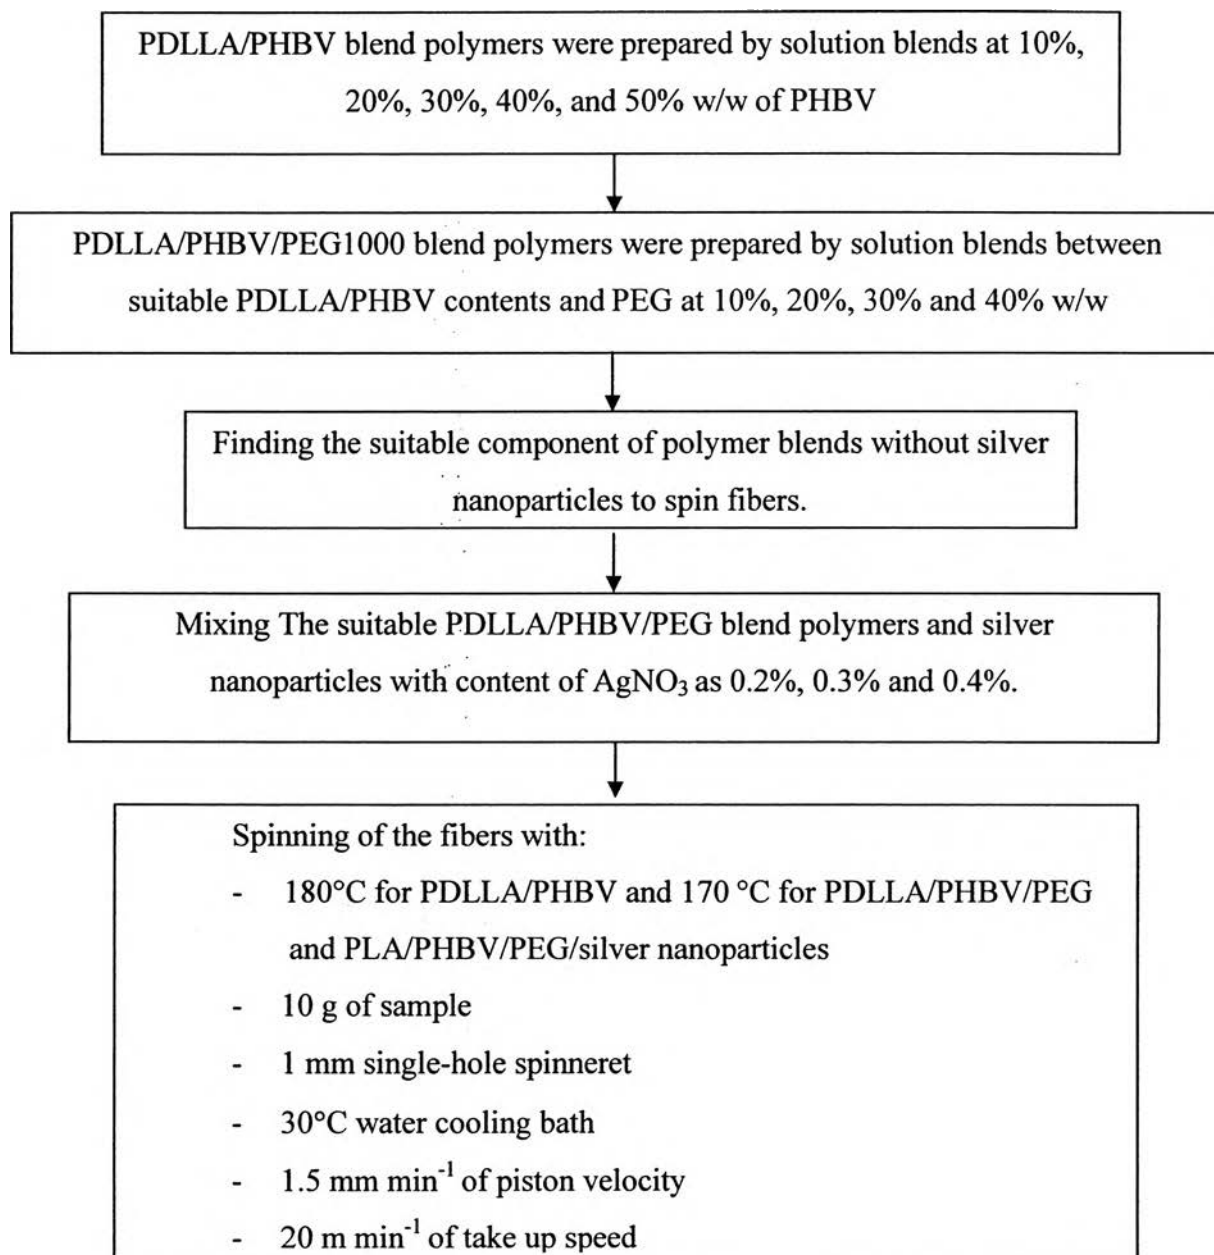 PDLLA/PHBV blend polymers were prepared by solution blends at 10%,
20%, 30%, 40%, and 50% w/w of PHBV
PDLLA/PHBV/PEG1000 blend polymers were prepared by solution blends between
suitable PDLLA/PHBV contents and PEG at 10%, 20%, 30% and 40% w/w
Finding the suitable component of polymer blends without silver
nanoparticles to spin fibers.
Mixing The suitable PDLLA/PHBV/PEG blend polymers and silver
nanoparticles with content of AgNO₃ as 0.2%, 0.3% and 0.4%.
Spinning of the fibers with:
- 180°C for PDLLA/PHBV and 170 °C for PDLLA/PHBV/PEG
and PLA/PHBV/PEG/silver nanoparticles
- 10 g of sample
- 1 mm single-hole spinneret
- 30°C water cooling bath
- 1.5 mm min⁻¹ of piston velocity
- 20 m min⁻¹ of take up speed